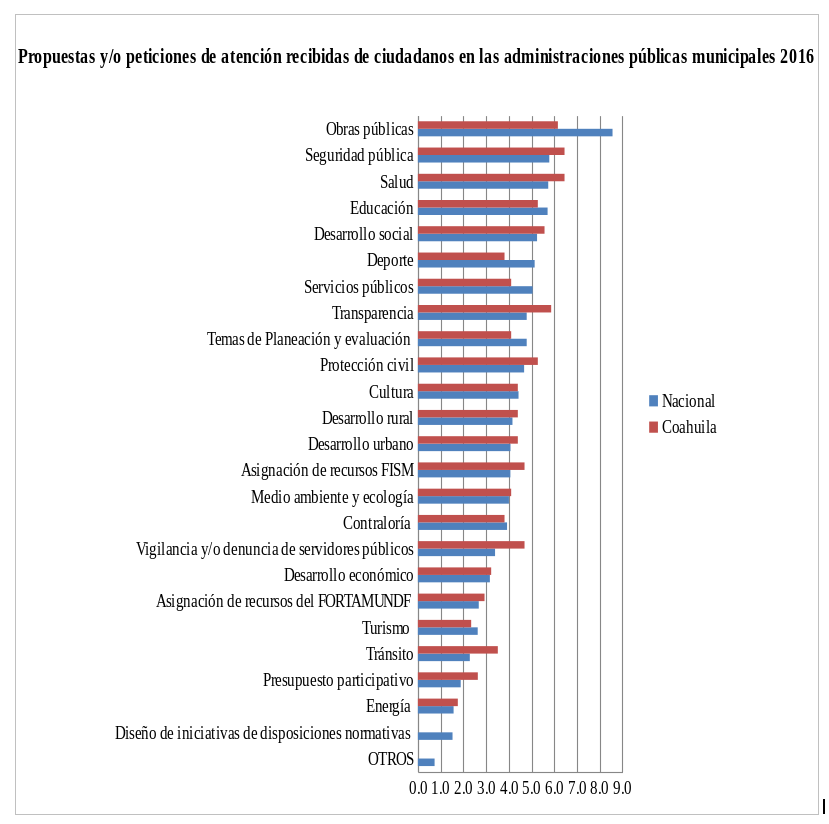 Propuestas y/o peticiones de atención recibidas de ciudadanos en las administraciones públicas municipales 2016
Obras públicas
Seguridad pública
Salud
Educación
Desarrollo social
Deporte
Servicios públicos
Transparencia
Temas de Planeación y evaluación
Protección civil
Cultura
Desarrollo rural
Desarrollo urbano
Asignación de recursos FISM
Medio ambiente y ecología
Contraloría
Vigilancia y/o denuncia de servidores públicos
Desarrollo económico
Asignación de recursos del FORTAMUNDF
Turismo
Tránsito
Presupuesto participativo
Energía
Diseño de iniciativas de disposiciones normativas
OTROS
0.0 1.0 2.0 3.0 4.0 5.0 6.0 7.0 8.0 9.0
Nacional
Coahuila